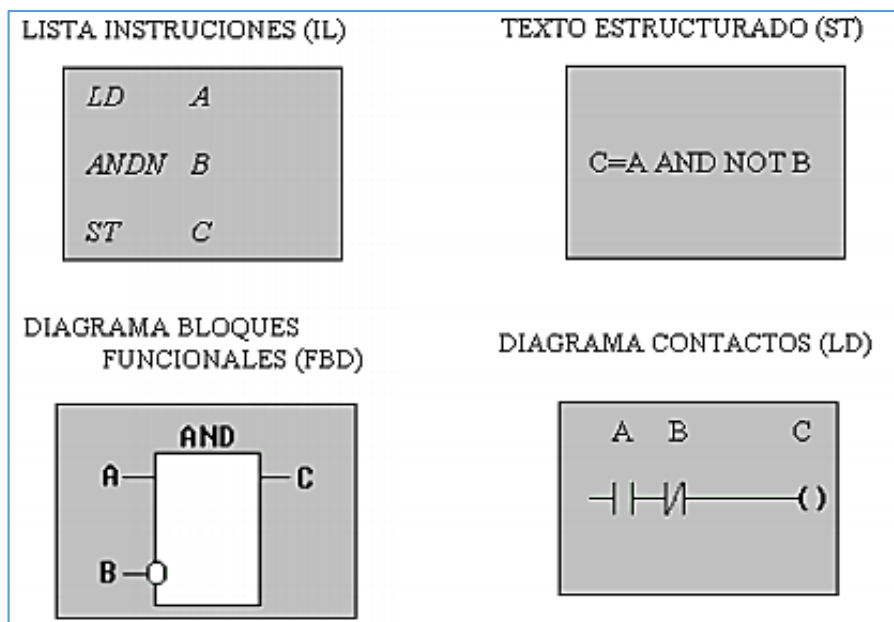 LISTA INSTRUCIONES (IL)
LD A
ANDN B
ST C
TEXTO ESTRUCTURADO (ST)
C=A AND NOT B
DIAGRAMA BLOQUES
FUNCIONALES (FBD)
AND
A C
B
DIAGRAMA CONTACTOS (LD)
A B C